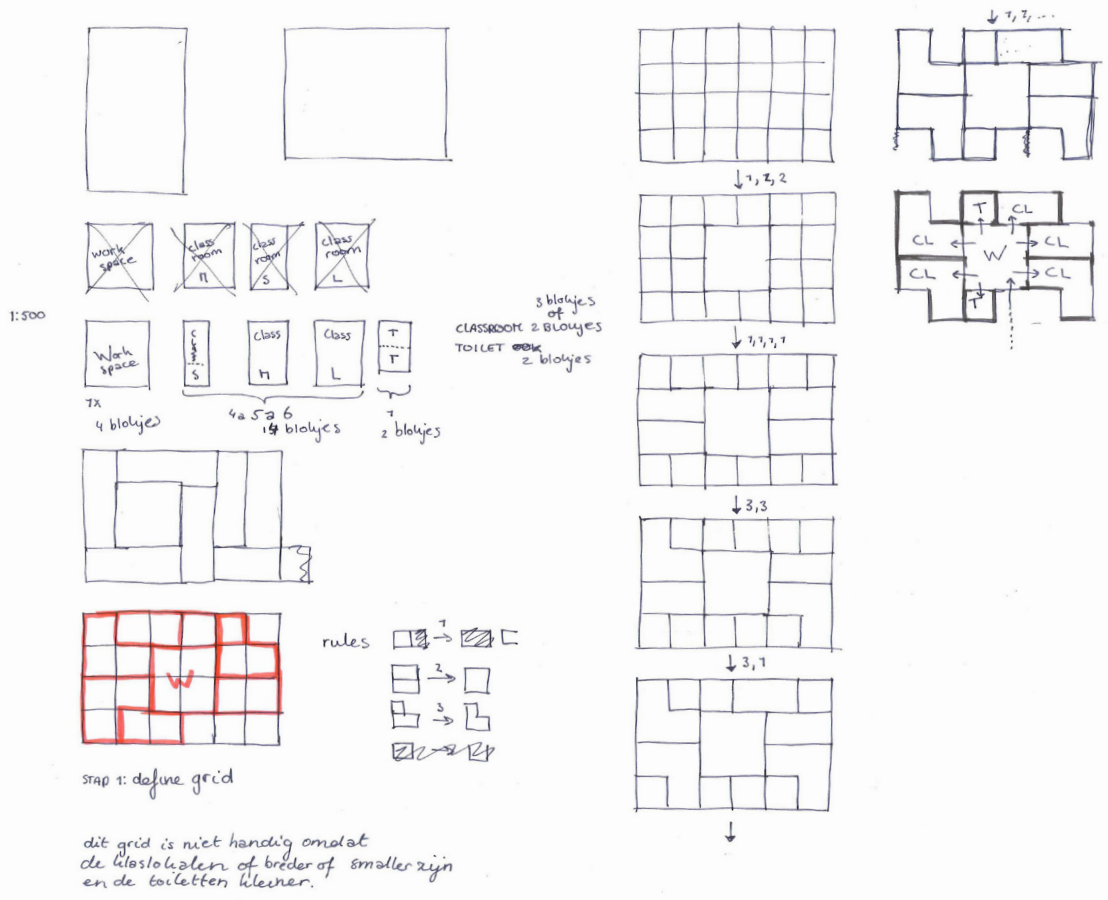 work
space
class
room
M
class
room
S
class
room
L
1:500
Work
space
CLASS
S
Class
M
Class
L
T
T
1x
4 blokjes
4 a 5 a 6
blokjes
1
2 blokjes
3 blokjes
of
CLASSROOM 2 Blokjes
TOILET
2 blokjes
W
STAP 1: define grid
rules
1
2
3
dit grid is niet handig omdat
de klaslokalen of breder of smaller zijn
en de toiletten kleiner.
1, 2, 2
1, 1, 1, 1
3, 3
3, 1
1, 2, ...
T
CL
CL
W
CL
CL
CL
T